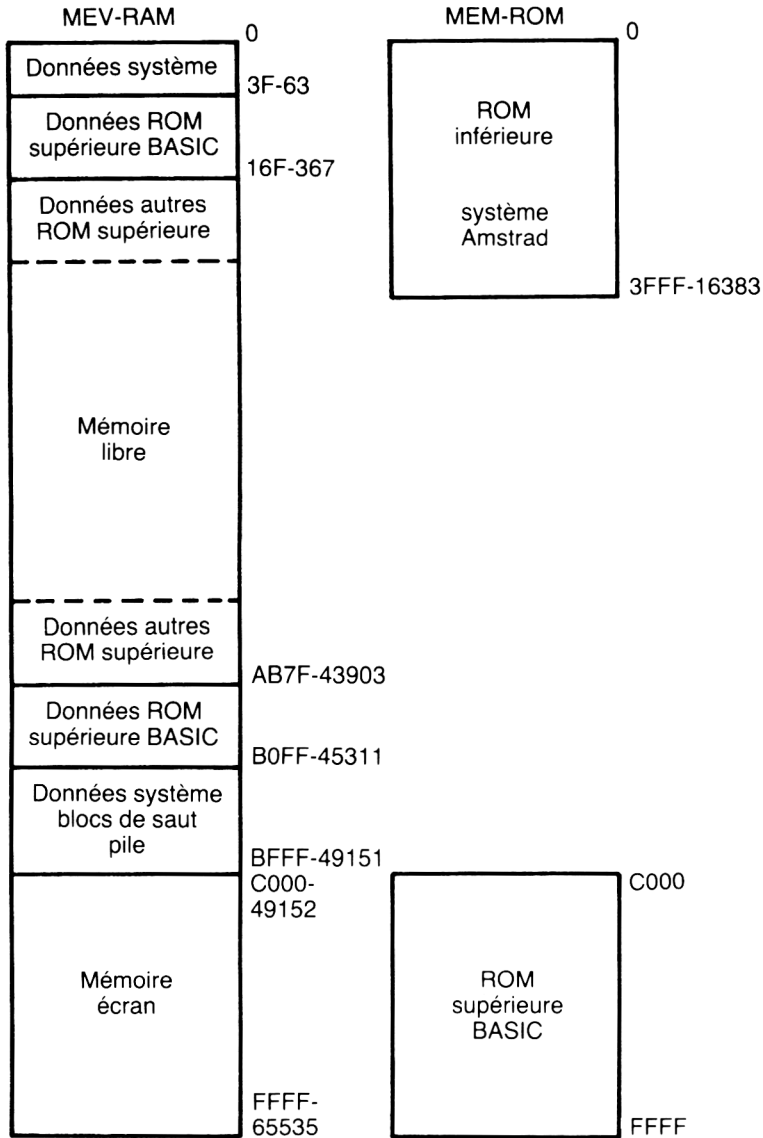 MEV-RAM
0
Données système
3F-63
Données ROM
supérieure BASIC
16F-367
Données autres
ROM supérieure
Mémoire
libre
Données autres
ROM supérieure
AB7F-43903
Données ROM
supérieure BASIC
B0FF-45311
Données système
blocs de saut
pile
BFFF-49151
C000-
49152
Mémoire
écran
FFFF-
65535
MEM-ROM
0
ROM
inférieure
système
Amstrad
3FFF-16383
C000
ROM
supérieure
BASIC
FFFF